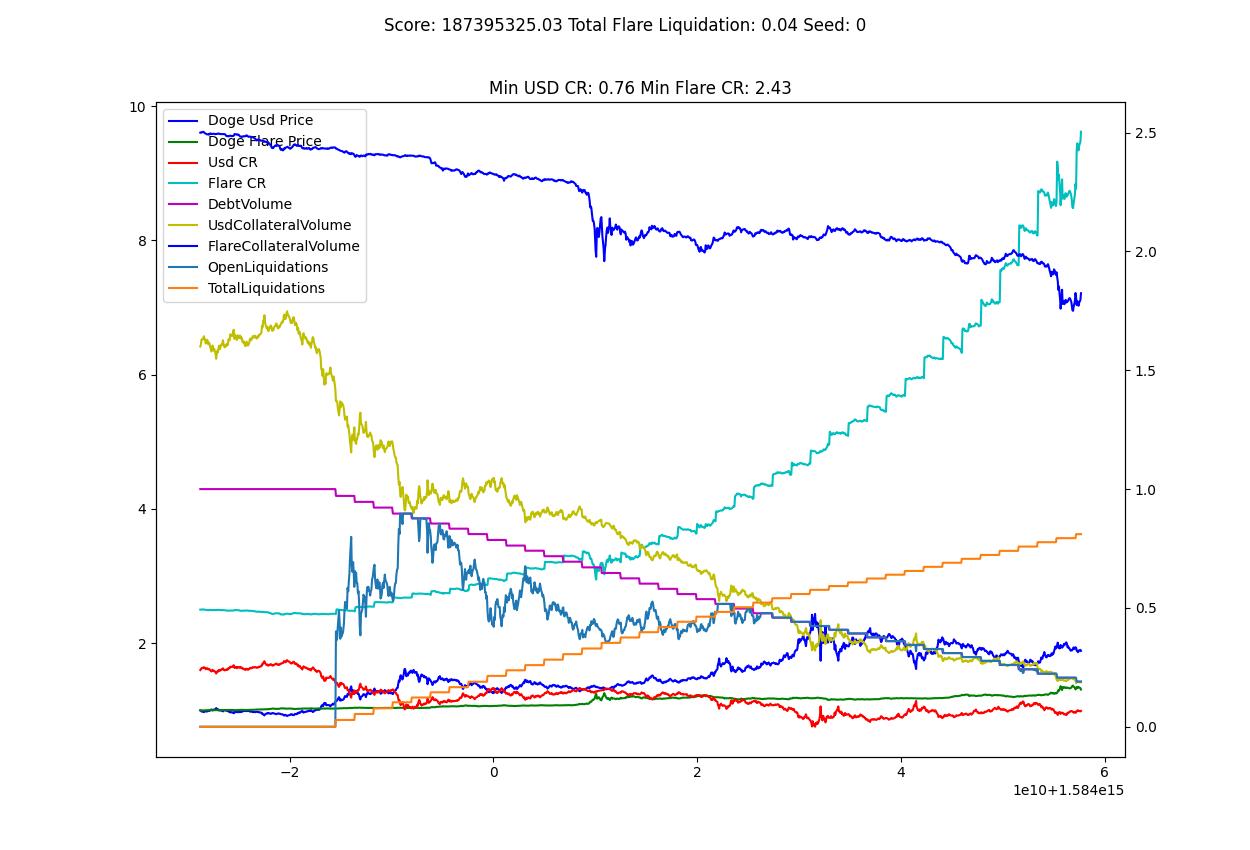 Score: 187395325.03 Total Flare Liquidation: 0.04 Seed: 0
Min USD CR: 0.76 Min Flare CR: 2.43
Doge Usd Price
Doge Flare Price
Usd CR
Flare CR
DebtVolume
UsdCollateralVolume
FlareCollateralVolume
OpenLiquidations
TotalLiquidations
10
8
6
4
2
2.5
2.0
1.5
1.0
0.5
0.0
−2
0
2
4
6
1e10+1.584e15